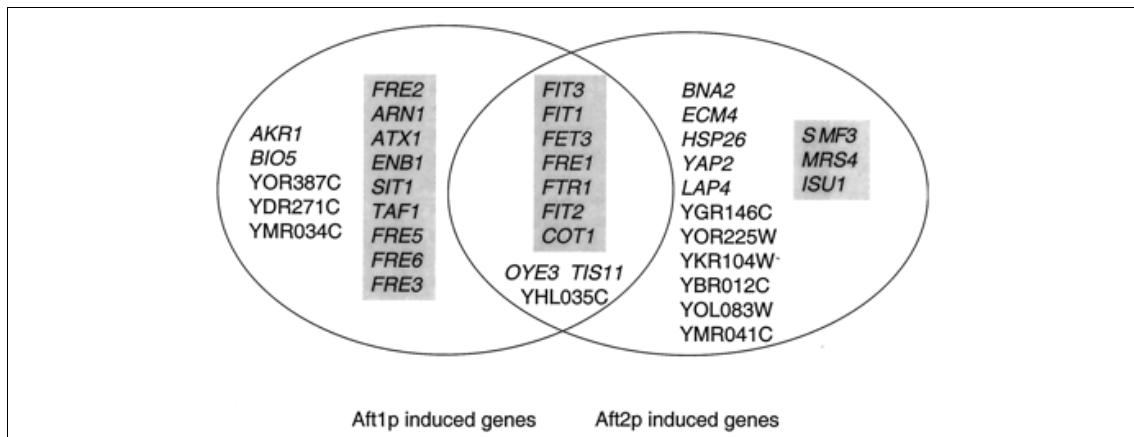 AKR1
BIO5
YOR387C
YDR271C
YMR034C
FRE2
ARN1
ATX1
ENB1
SIT1
TAF1
FRE5
FRE6
FRE3
FIT3
FIT1
FET3
FRE1
FTR1
FIT2
COT1
OYE3 TIS11
YHL035C
BNA2
ECM4
HSP26
YAP2
LAP4
YGR146C
YOR225W
YKR104W
YBR012C
YOL083W
YMR041C
SMF3
MRS4
ISU1
Aft1p induced genes
Aft2p induced genes